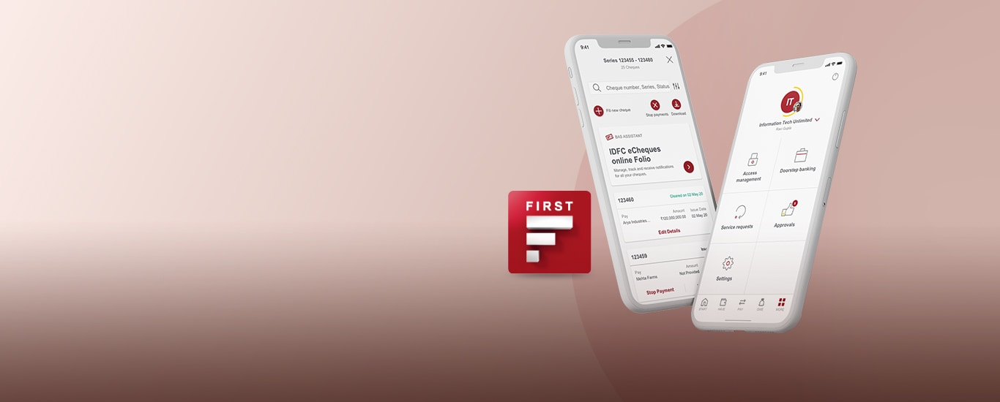 FIRST
9:41
Series 123455 - 123480
25 Cheques
Cheque number, Series, Status
Fill new cheque
Stop payments
Download
BAS ASSISTANT
IDFC eCheques
online Folio
Manage, track and receive notifications
for all your cheques.
123460
Cleared on 02 May 20
Pay
Amount
Issue Date
Arya Industries...
₹120,000,000.00
02 May 20
Edit Details
123459
Pay
Amount
Mehta Farms
Not Provided
Stop Payment
9:41
IT
Information Tech Unlimited
Ravi Gupta
Access
management
Doorstep banking
Service requests
Approvals
Settings
START
HAVE
PAY
OWE
MORE